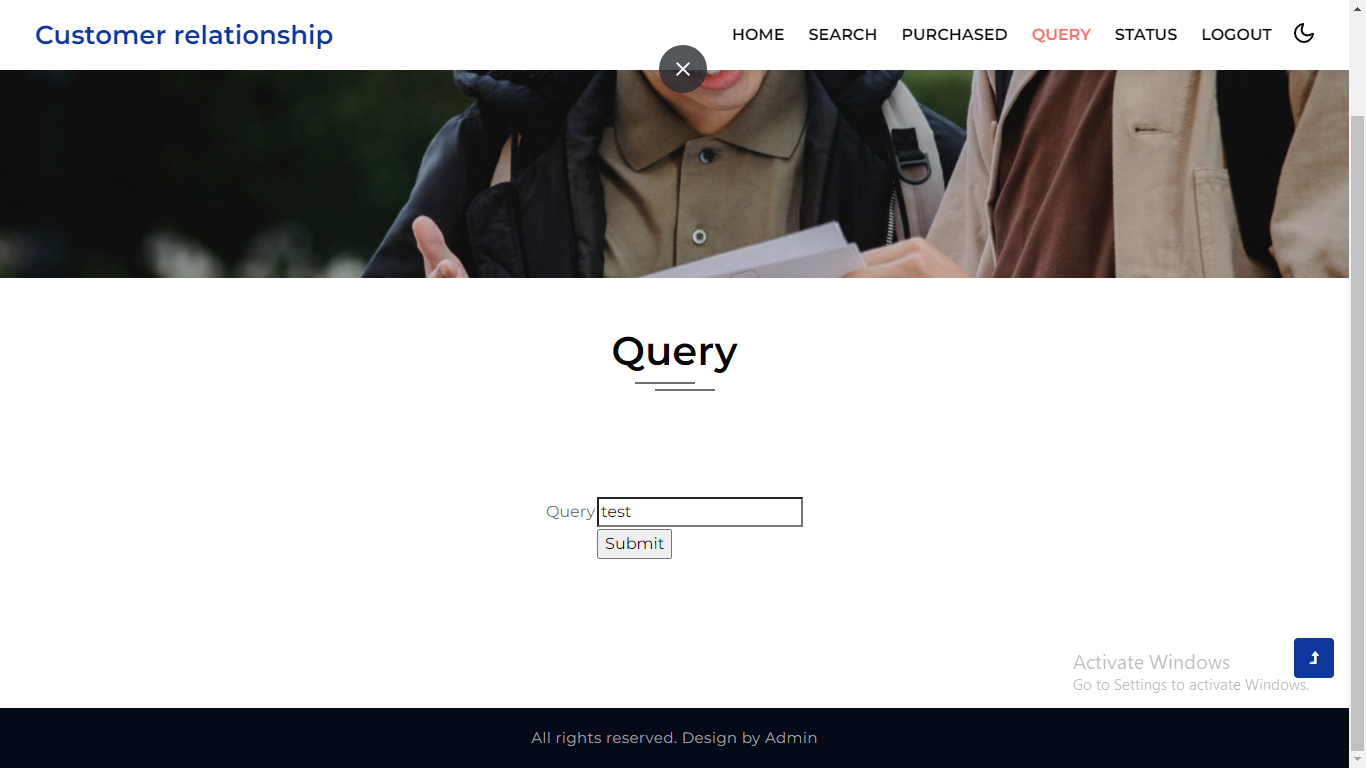 Customer relationship
HOME SEARCH PURCHASED QUERY STATUS LOGOUT
Query
Query test
Submit
Activate Windows
Go to Settings to activate Windows.
All rights reserved. Design by Admin